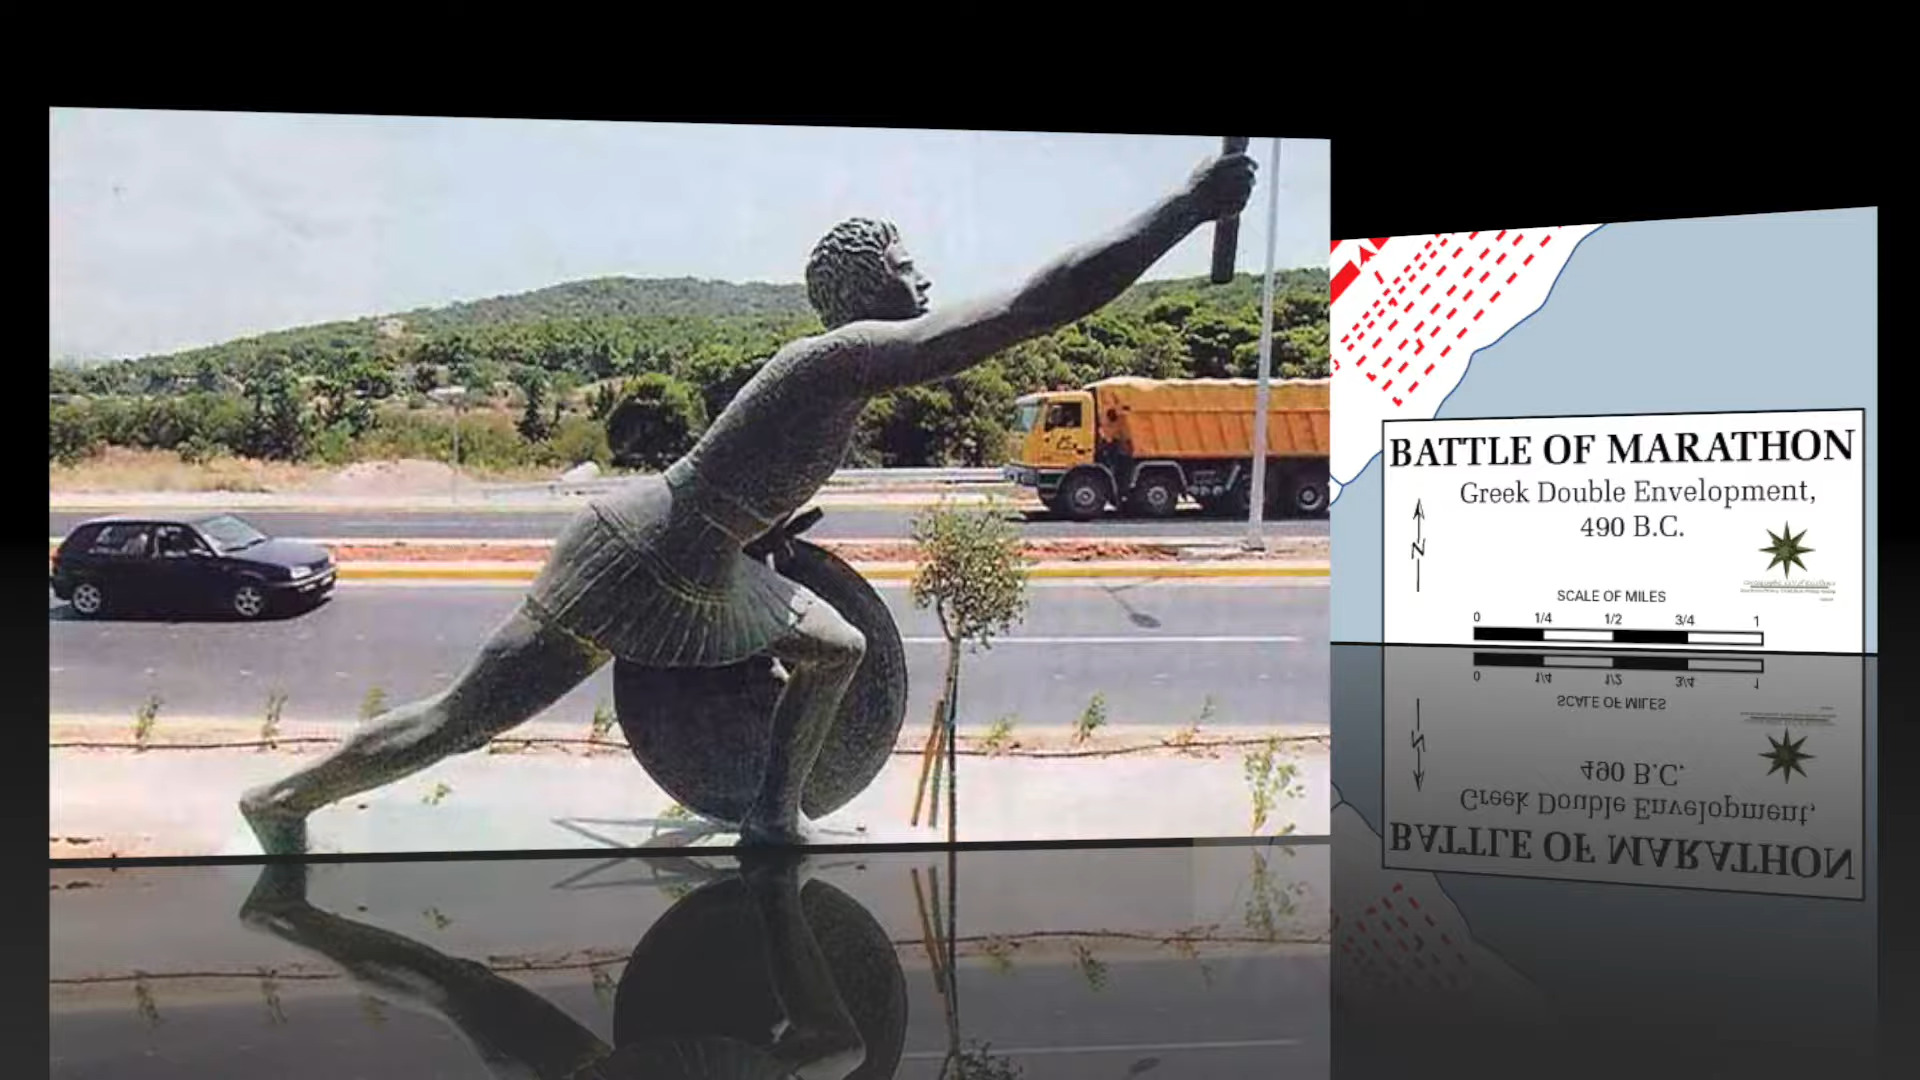 BATTLE OF MARATHON
Greek Double Envelopment,
490 B.C.
N
SCALE OF MILES
0 1/4 1/2 3/4 1